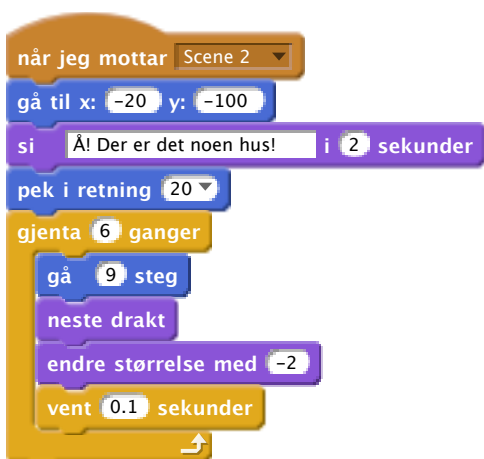 når jeg mottar Scene 2
gå til x: -20 y: -100
si Å! Der er det noen hus! i 2 sekunder
pek i retning 20
gjenta 6 ganger
gå 9 steg
neste drakt
endre størrelse med -2
vent 0.1 sekunder